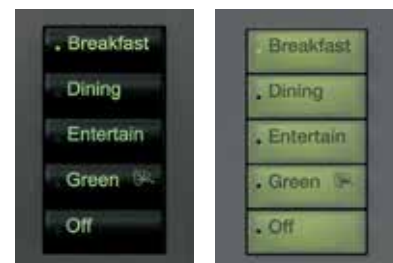 Breakfast
Dining
Entertain
Green
Off
Breakfast
Dining
Entertain
Green
Off